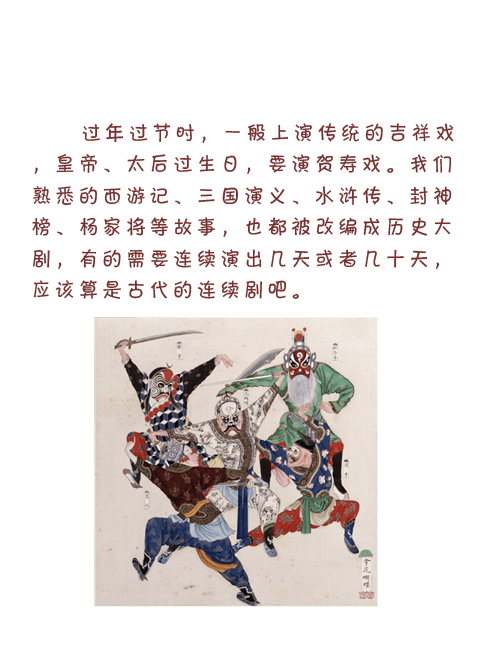 过年过节时，一般上演传统的吉祥戏
，皇帝、太后过生日，要演贺寿戏。我们
熟悉的西游记、三国演义、水浒传、封神
榜、杨家将等故事，也都被改编成历史大
剧，有的需要连续演出几天或者几十天，
应该算是古代的连续剧吧。